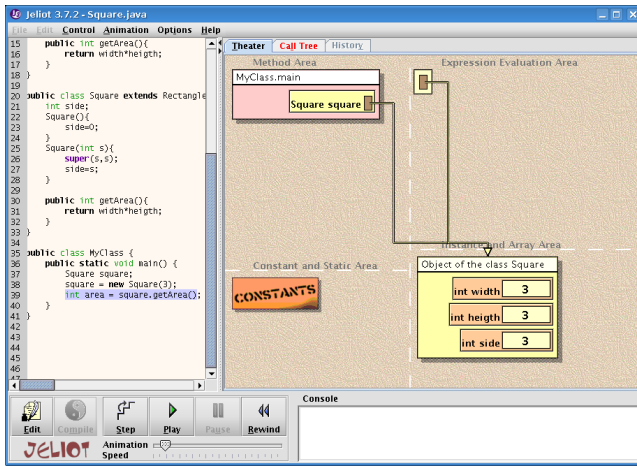 Jeliot 3.7.2 - Square.java
File Edit Control Animation Options Help
15 public int getArea(){
16 return width*heigth;
17 }
18 }
19
20 public class Square extends Rectangle
21 int side;
22 Square(){
23 side=0;
24 }
25 Square(int s){
26 super(s,s);
27 side=s;
28 }
29
30 public int getArea(){
31 return width*heigth;
32 }
33 }
34
35 public class MyClass {
36 public static void main() {
37 Square square;
38 square = new Square(3);
39 int area = square.getArea();
40 }
41 }
42
43
44
45
46
47
Theater Call Tree History
Method Area
Expression Evaluation Area
MyClass.main
Square square
Constant and Static Area
CONSTANTS
Instance and Array Area
Object of the class Square
int width 3
int heigth 3
int side 3
Edit Compile Step Play Pause Rewind
JELIOT
Animation
Speed
Console